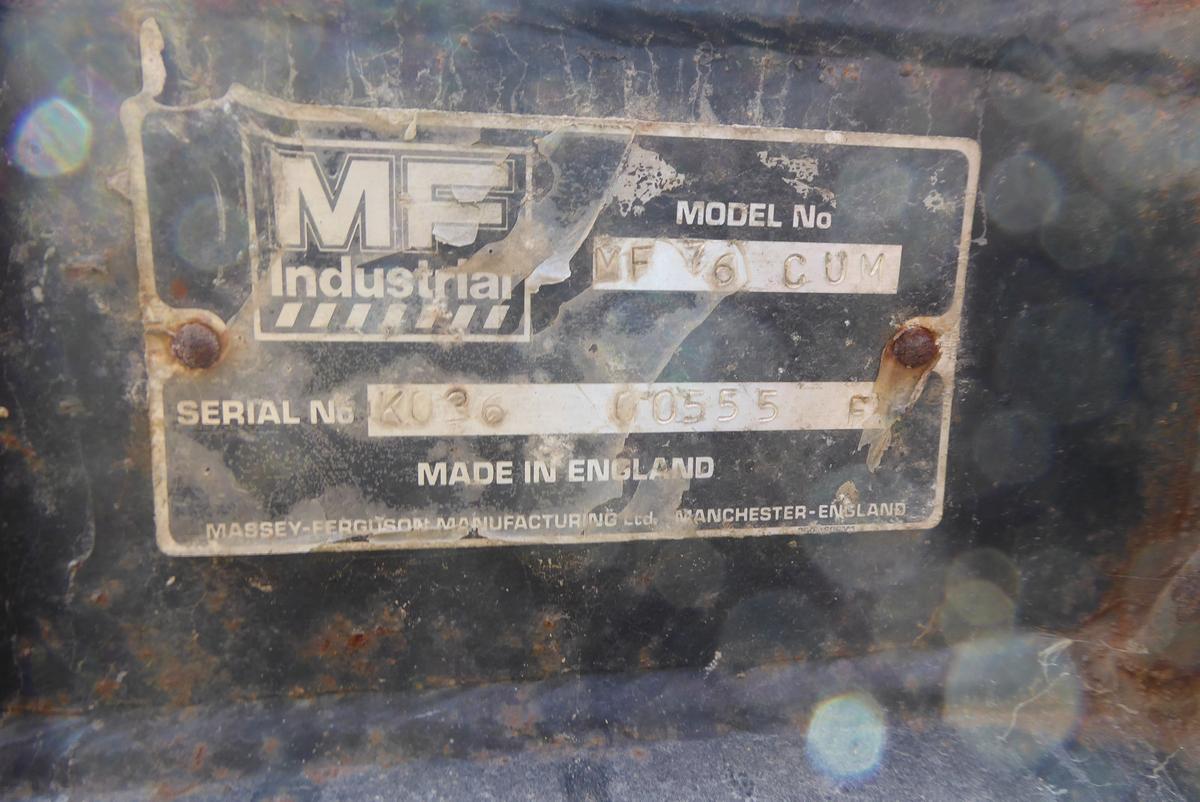 MF
Industrial
MODEL No
MF 76 CUM
SERIAL No K036 00555
MADE IN ENGLAND
MASSEY-FERGUSON MANUFACTURING Ltd. MANCHESTER-ENGLAND